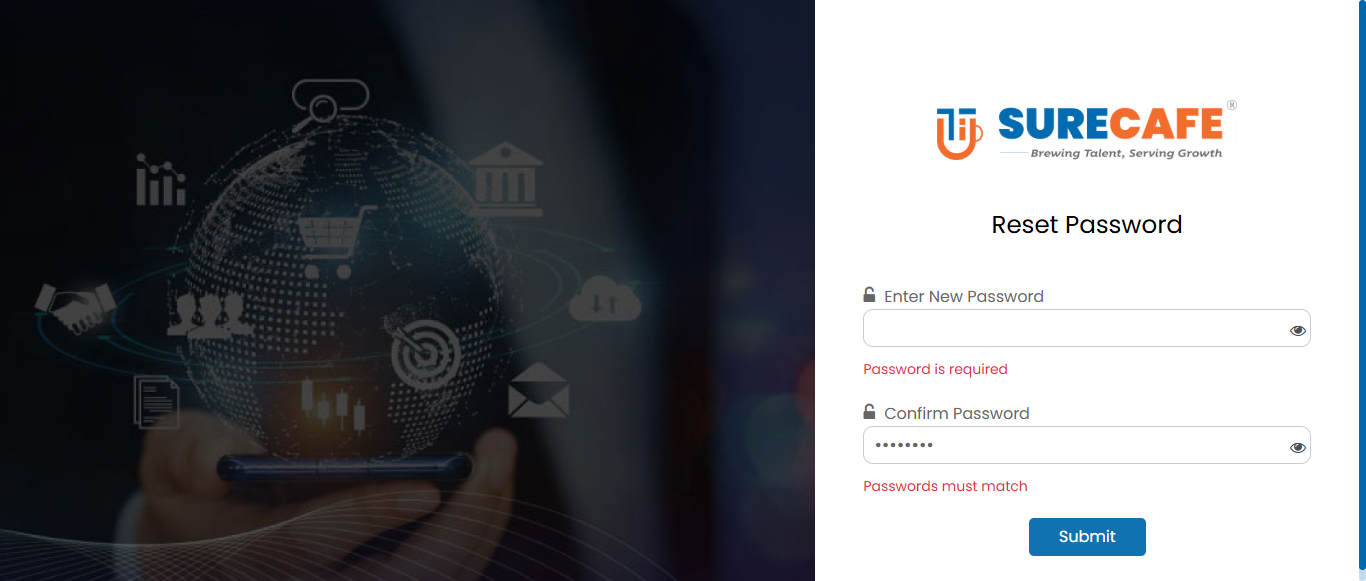 SURECAFE®
Brewing Talent, Serving Growth
Reset Password
Enter New Password
Password is required
Confirm Password
••••••••
Passwords must match
Submit